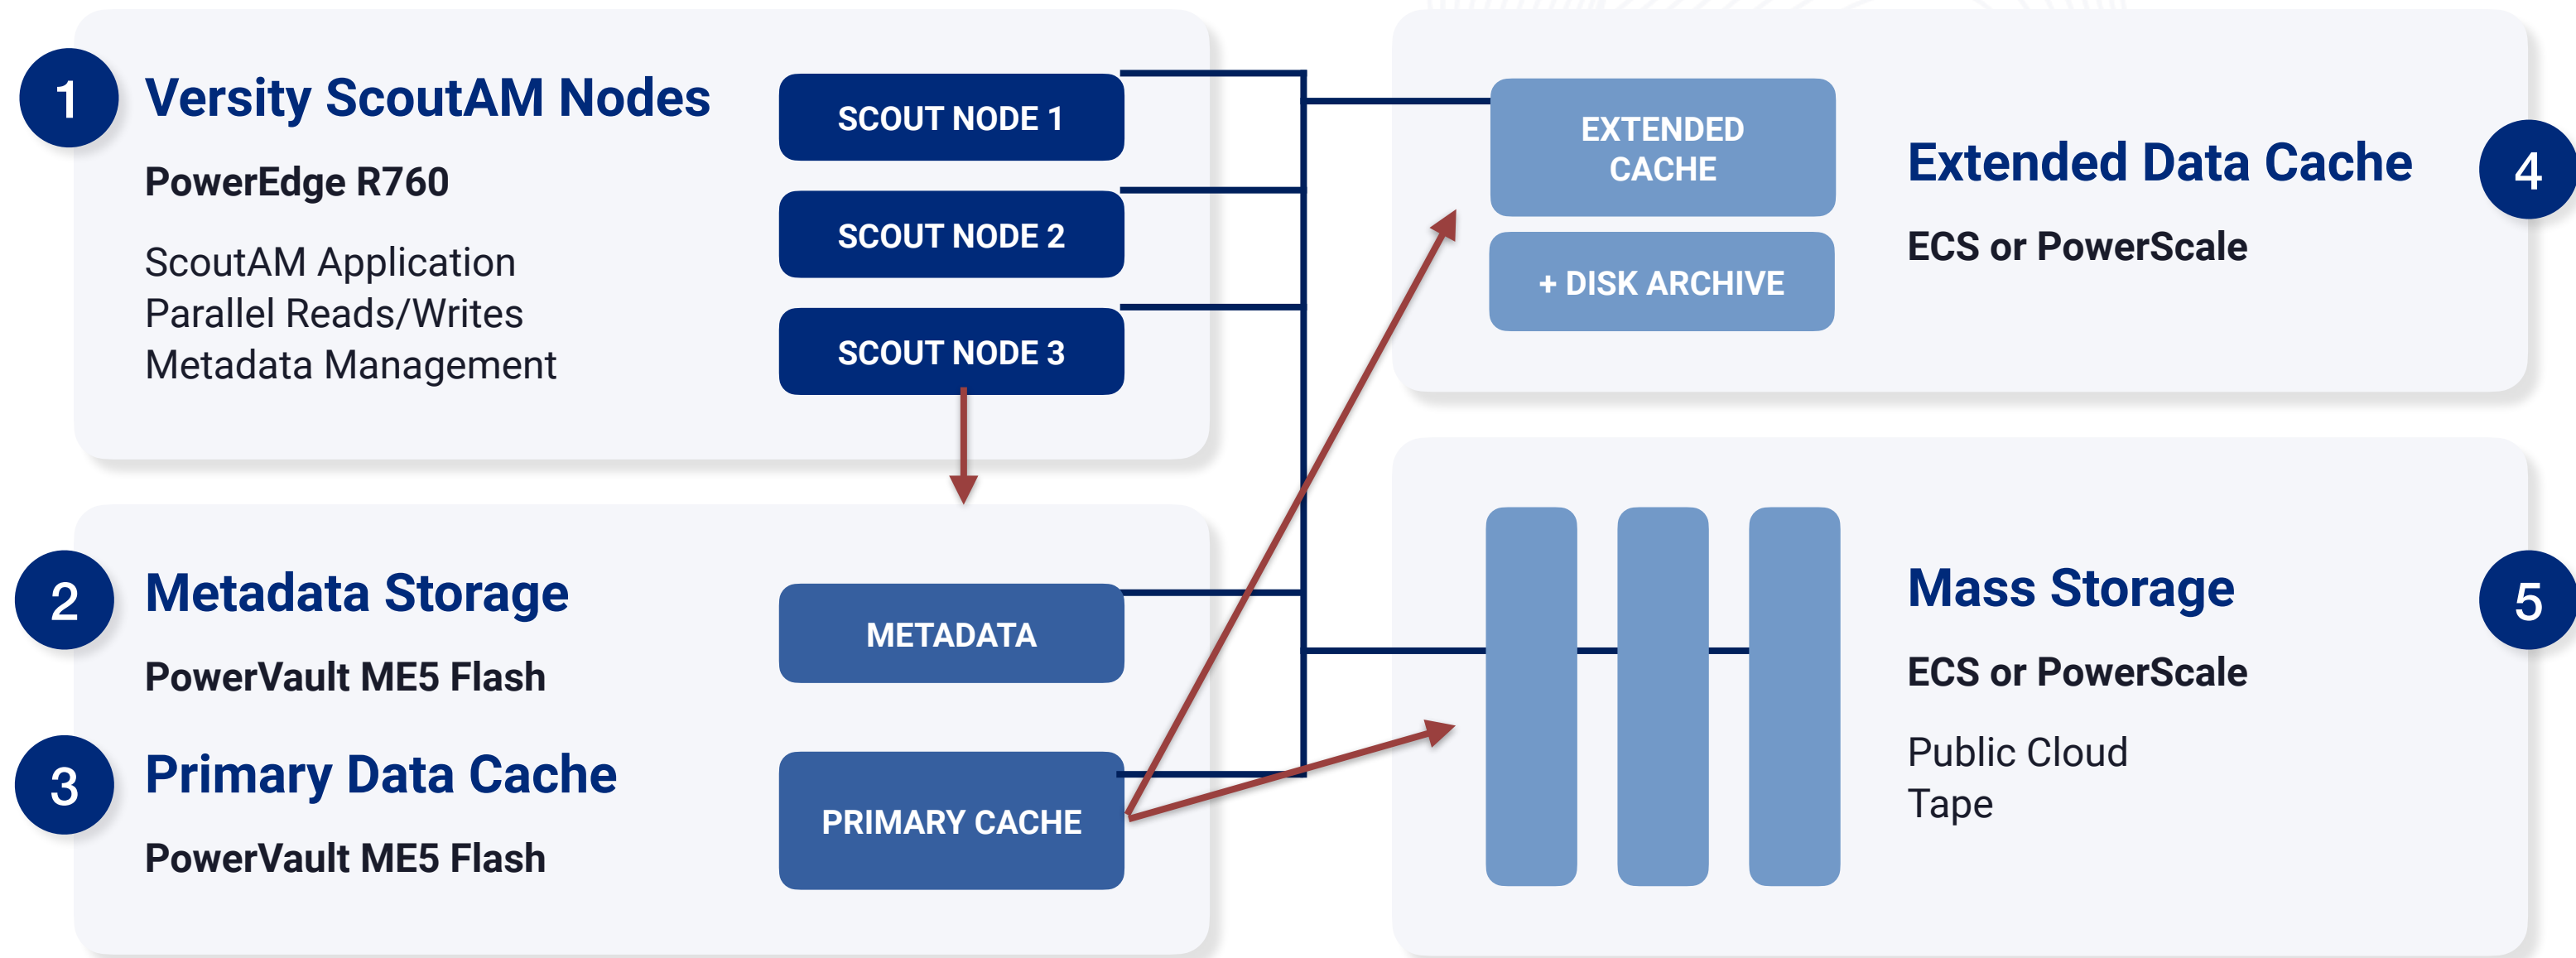 1
Versity ScoutAM Nodes
PowerEdge R760
ScoutAM Application
Parallel Reads/Writes
Metadata Management
SCOUT NODE 1
SCOUT NODE 2
SCOUT NODE 3
2
Metadata Storage
PowerVault ME5 Flash
3
Primary Data Cache
PowerVault ME5 Flash
METADATA
PRIMARY CACHE
EXTENDED
CACHE
+ DISK ARCHIVE
Extended Data Cache
4
ECS or PowerScale
Mass Storage
5
ECS or PowerScale
Public Cloud
Tape